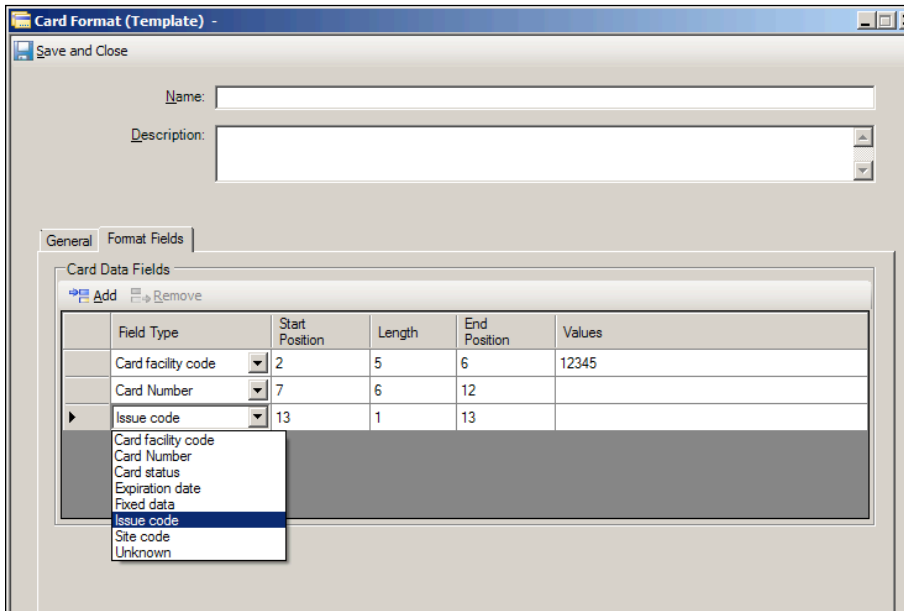 Card Format (Template) -
Save and Close
Name:
Description:
General Format Fields
Card Data Fields
Add Remove
Field Type Start Position Length End Position Values
Card facility code 2 5 6 12345
Card Number 7 6 12
Issue code 13 1 13
Card facility code
Card Number
Card status
Expiration date
Fixed data
Issue code
Site code
Unknown